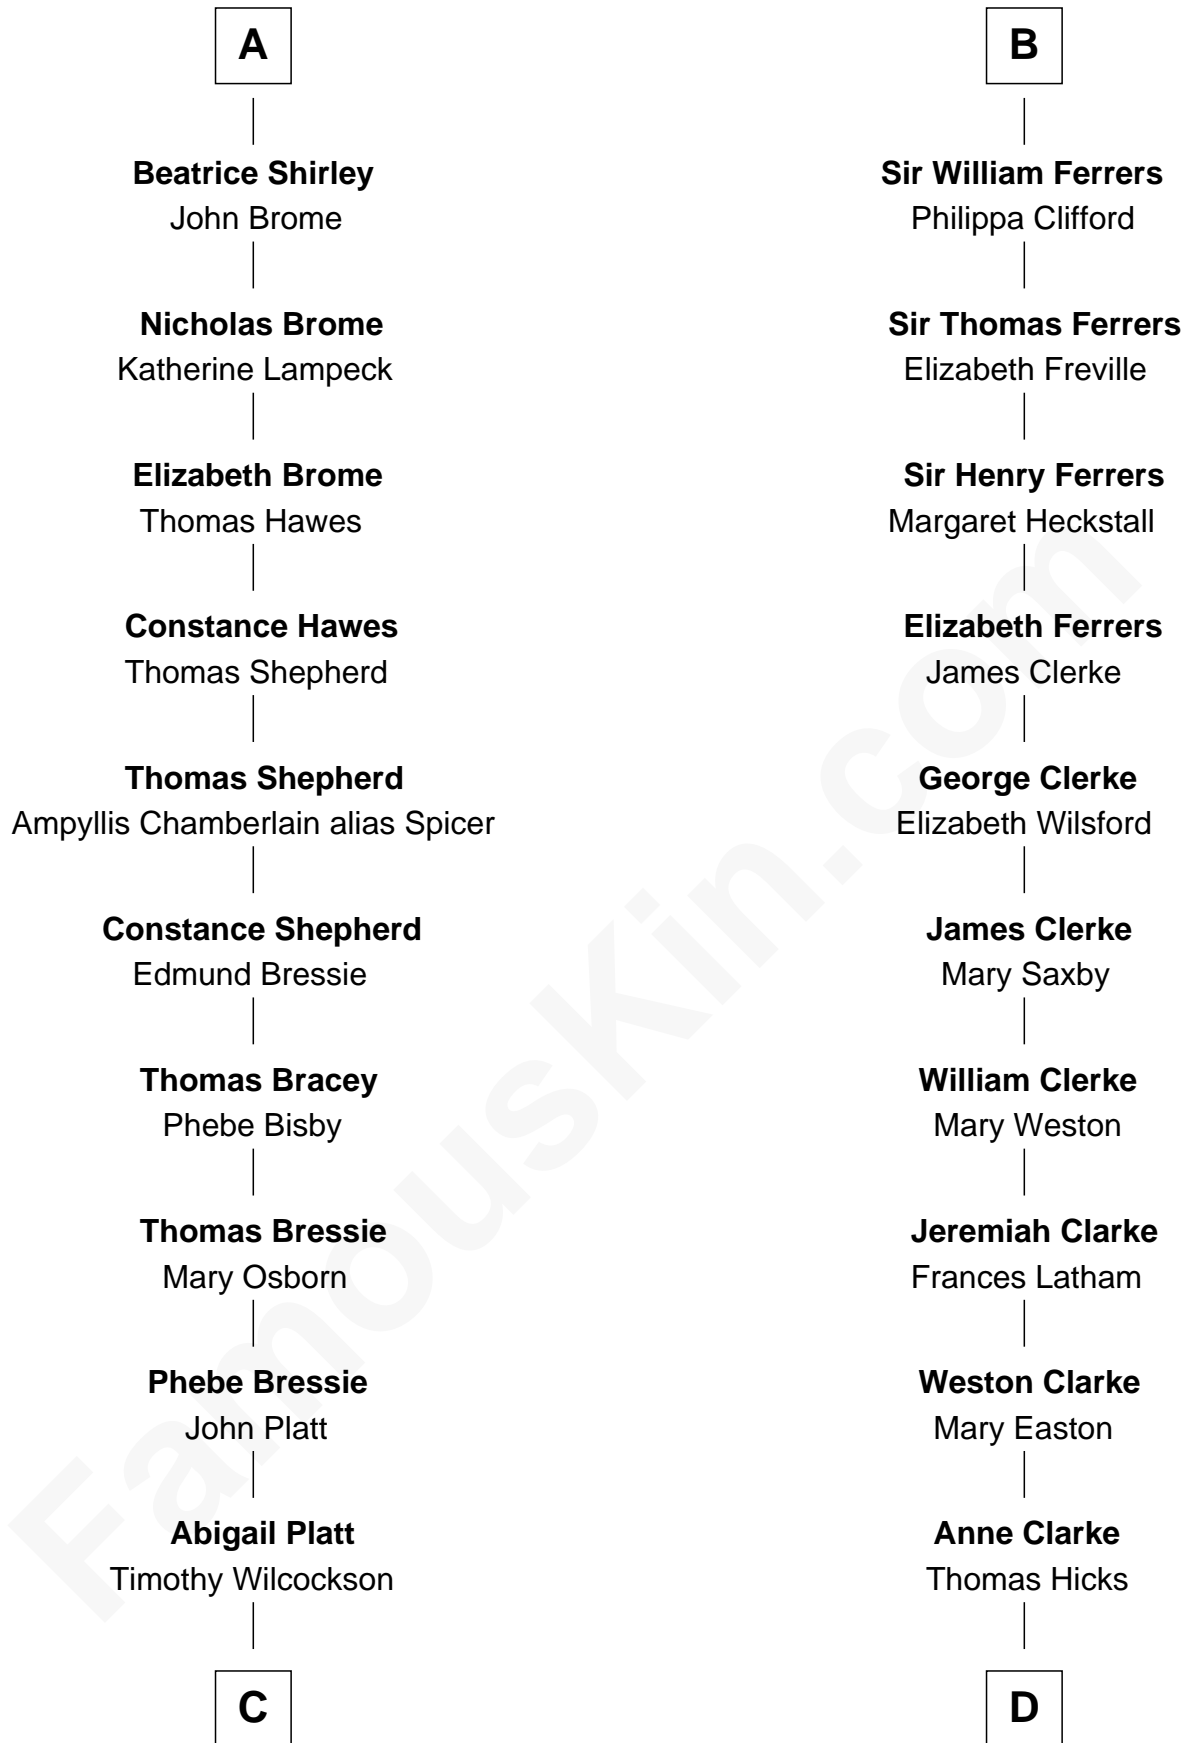 A
Beatrice Shirley
John Brome
Nicholas Brome
Katherine Lampeck
Elizabeth Brome
Thomas Hawes
Constance Hawes
Thomas Shepherd
Thomas Shepherd
Ampyllis Chamberlain alias Spicer
Constance Shepherd
Edmund Bressie
Thomas Bracey
Phebe Bisby
Thomas Bressie
Mary Osborn
Phebe Bressie
John Platt
Abigail Platt
Timothy Wilcockson
C
B
Sir William Ferrers
Philippa Clifford
Sir Thomas Ferrers
Elizabeth Freville
Sir Henry Ferrers
Margaret Heckstall
Elizabeth Ferrers
James Clerke
George Clerke
Elizabeth Wilsford
James Clerke
Mary Saxby
William Clerke
Mary Weston
Jeremiah Clarke
Frances Latham
Weston Clarke
Mary Easton
Anne Clarke
Thomas Hicks
D
FamousKin.com